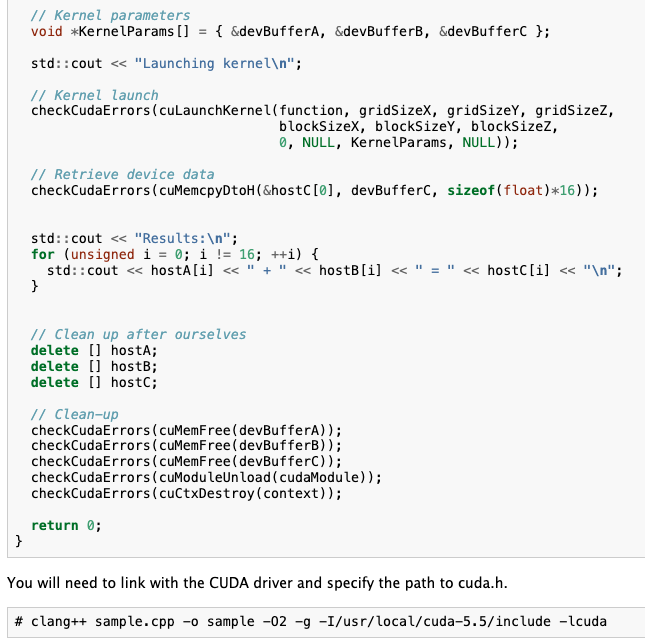 // Kernel parameters
void *KernelParams[] = { &devBufferA, &devBufferB, &devBufferC };
std::cout << "Launching kernel\n";
// Kernel launch
checkCudaErrors(cuLaunchKernel(function, gridSizeX, gridSizeY, gridSizeZ,
blockSizeX, blockSizeY, blockSizeZ,
0, NULL, KernelParams, NULL));
// Retrieve device data
checkCudaErrors(cuMemcpyDtoH(&hostC[0], devBufferC, sizeof(float)*16));
std::cout << "Results:\n";
for (unsigned i = 0; i != 16; ++i) {
std::cout << hostA[i] << " + " << hostB[i] << " = " << hostC[i] << "\n";
}
// Clean up after ourselves
delete [] hostA;
delete [] hostB;
delete [] hostC;
// Clean-up
checkCudaErrors(cuMemFree(devBufferA));
checkCudaErrors(cuMemFree(devBufferB));
checkCudaErrors(cuMemFree(devBufferC));
checkCudaErrors(cuModuleUnload(cudaModule));
checkCudaErrors(cuCtxDestroy(context));
return 0;
}
You will need to link with the CUDA driver and specify the path to cuda.h.
# clang++ sample.cpp -o sample -O2 -g -I/usr/local/cuda-5.5/include -lcuda